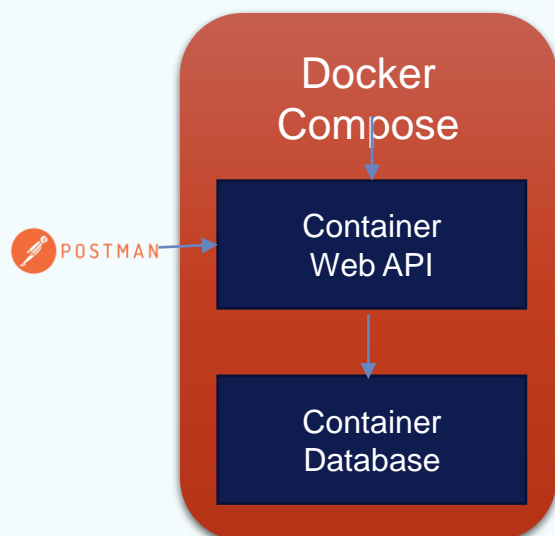 Docker
Compose
Container
Web API
POSTMAN
Container
Database